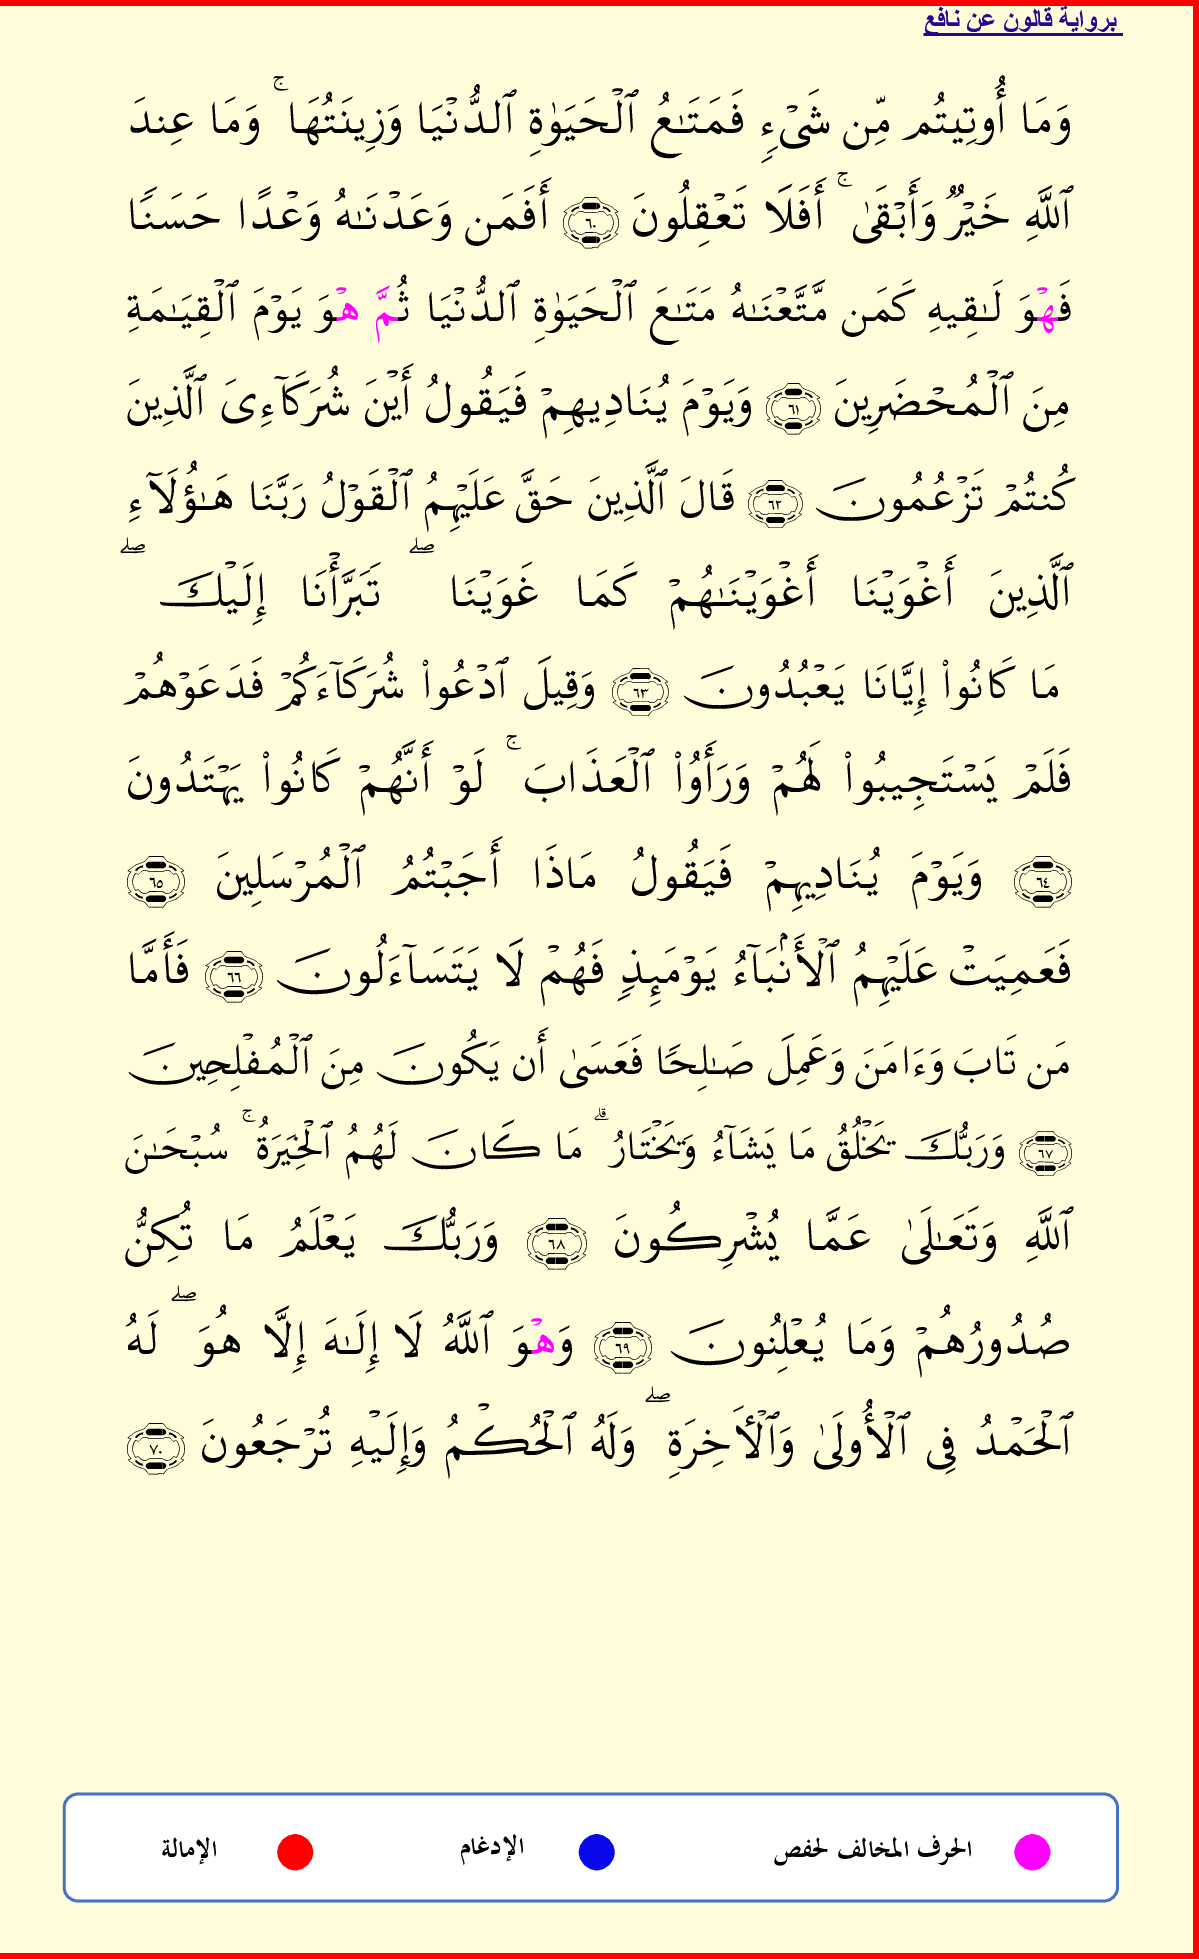 برواية قالون عن نافع
وَمَا أُوتِيتُم مِّن شَىْءٍ فَمَتَـٰعُ ٱلْحَيَوٰةِ ٱلدُّنْيَا وَزِينَتُهَا ۚ وَمَا عِندَ
ٱللَّهِ خَيْرٌ وَأَبْقَىٰ ۚ أَفَلَا تَعْقِلُونَ ٦٠ أَفَمَن وَعَدْنَـٰهُ وَعْدًا حَسَنًا
فَهْوَ لَـٰقِيهِ كَمَن مَّتَّعْنَـٰهُ مَتَـٰعَ ٱلْحَيَوٰةِ ٱلدُّنْيَا ثُمَّ هْوَ يَوْمَ ٱلْقِيَـٰمَةِ
مِنَ ٱلْمُحْضَرِينَ ٦١ وَيَوْمَ يُنَادِيهِمْ فَيَقُولُ أَيْنَ شُرَكَآءِىَ ٱلَّذِينَ
كُنتُمْ تَزْعُمُونَ ٦٢ قَالَ ٱلَّذِينَ حَقَّ عَلَيْهِمُ ٱلْقَوْلُ رَبَّنَا هَـٰٓؤُلَآءِ
ٱلَّذِينَ أَغْوَيْنَا أَغْوَيْنَـٰهُمْ كَمَا غَوَيْنَا ۖ تَبَرَّأْنَا إِلَيْكَ ۖ
مَا كَانُوا۟ إِيَّانَا يَعْبُدُونَ ٦٣ وَقِيلَ ٱدْعُوا۟ شُرَكَآءَكُمْ فَدَعَوْهُمْ
فَلَمْ يَسْتَجِيبُوا۟ لَهُمْ وَرَأَوُا۟ ٱلْعَذَابَ ۚ لَوْ أَنَّهُمْ كَانُوا۟ يَهْتَدُونَ
٦٤ وَيَوْمَ يُنَادِيهِمْ فَيَقُولُ مَاذَا أَجَبْتُمُ ٱلْمُرْسَلِينَ ٦٥
فَعَمِيَتْ عَلَيْهِمُ ٱلْأَنۢبَآءُ يَوْمَئِذٍ فَهُمْ لَا يَتَسَآءَلُونَ ٦٦ فَأَمَّا
مَن تَابَ وَءَامَنَ وَعَمِلَ صَـٰلِحًا فَعَسَىٰ أَن يَكُونَ مِنَ ٱلْمُفْلِحِينَ
٦٧ وَرَبُّكَ يَخْلُقُ مَا يَشَآءُ وَيَخْتَارُ ۗ مَا كَانَ لَهُمُ ٱلْخِيَرَةُ ۚ سُبْحَـٰنَ
ٱللَّهِ وَتَعَـٰلَىٰ عَمَّا يُشْرِكُونَ ٦٨ وَرَبُّكَ يَعْلَمُ مَا تُكِنُّ
صُدُورُهُمْ وَمَا يُعْلِنُونَ ٦٩ وَهْوَ ٱللَّهُ لَا إِلَـٰهَ إِلَّا هُوَ ۖ لَهُ
ٱلْحَمْدُ فِى ٱلْأُولَىٰ وَٱلْأَخِرَةِ ۖ وَلَهُ ٱلْحُكْمُ وَإِلَيْهِ تُرْجَعُونَ ٧٠
الحرف المخالف لحفص الإدغام الإمالة